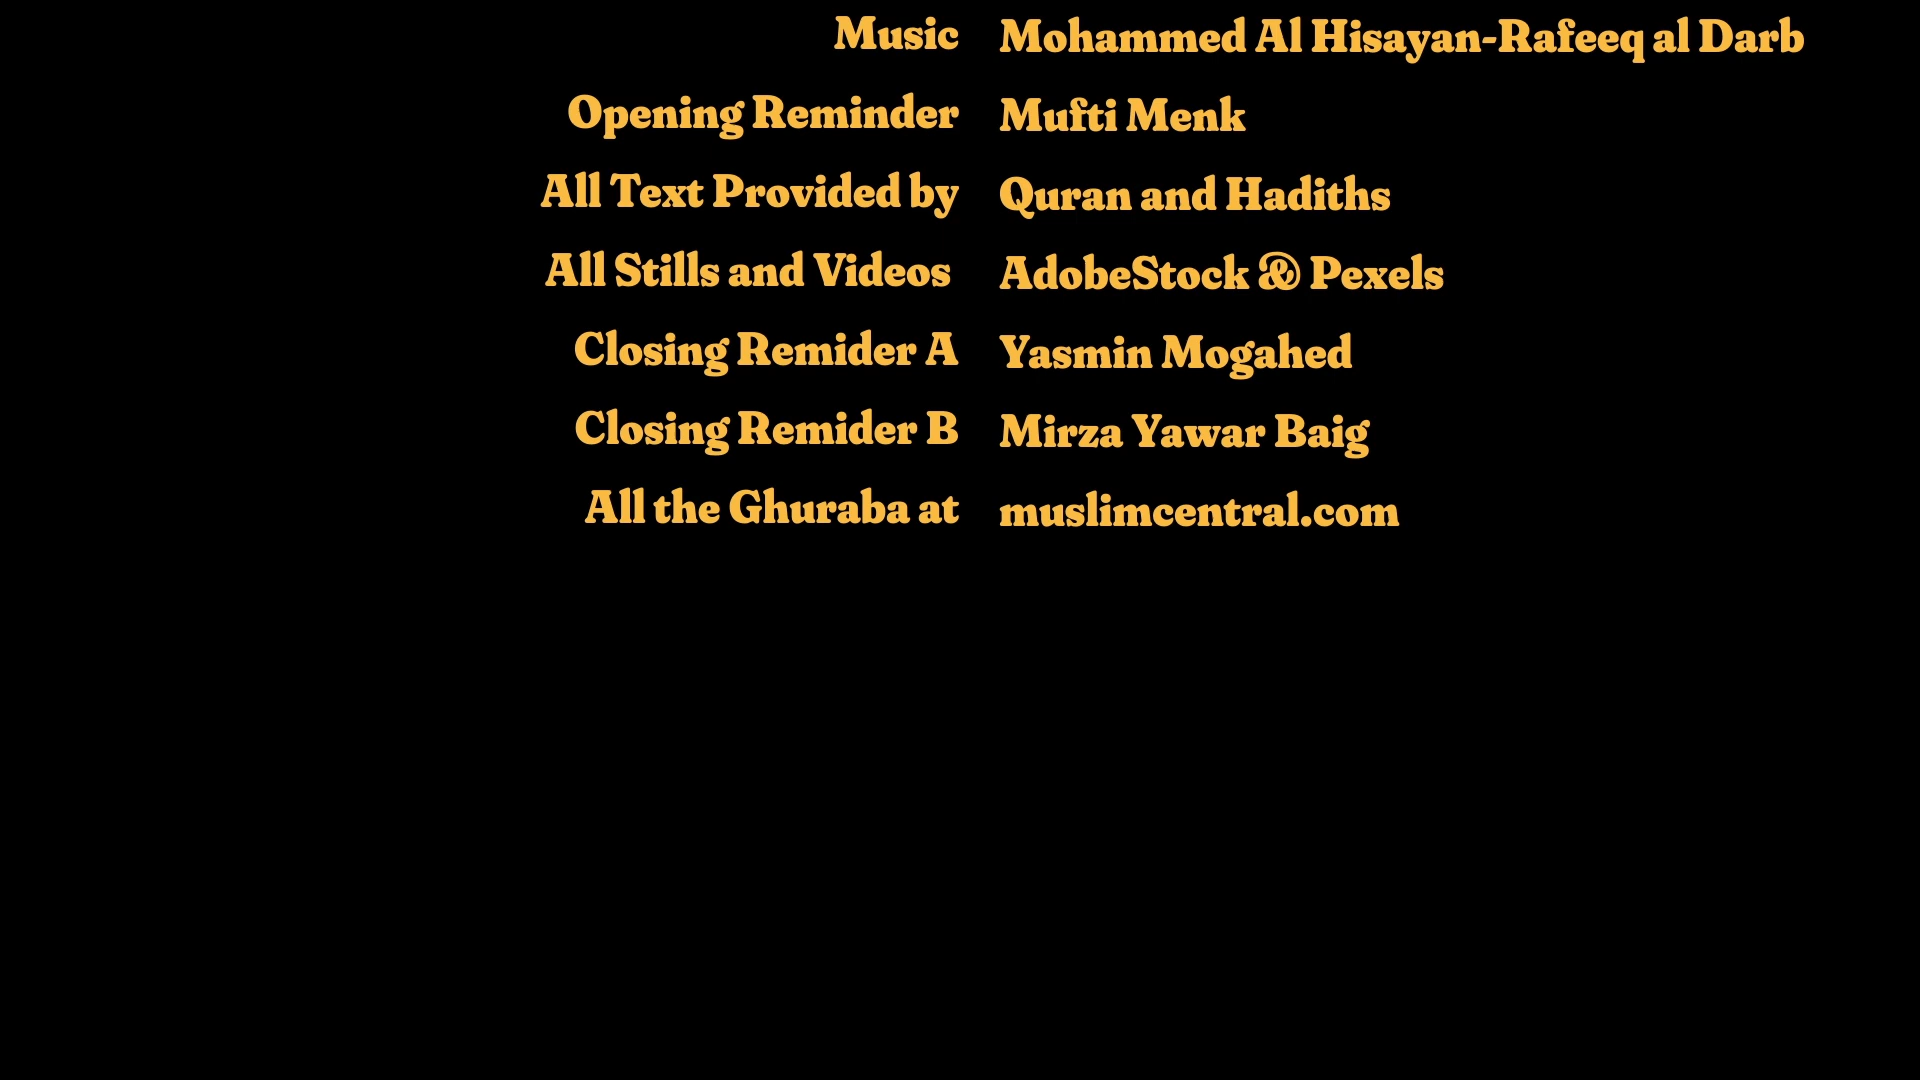 Music Mohammed Al Hisayan-Rafeeq al Darb
Opening Reminder Mufti Menk
All Text Provided by Quran and Hadiths
All Stills and Videos AdobeStock & Pexels
Closing Remider A Yasmin Mogahed
Closing Remider B Mirza Yawar Baig
All the Ghuraba at muslimcentral.com